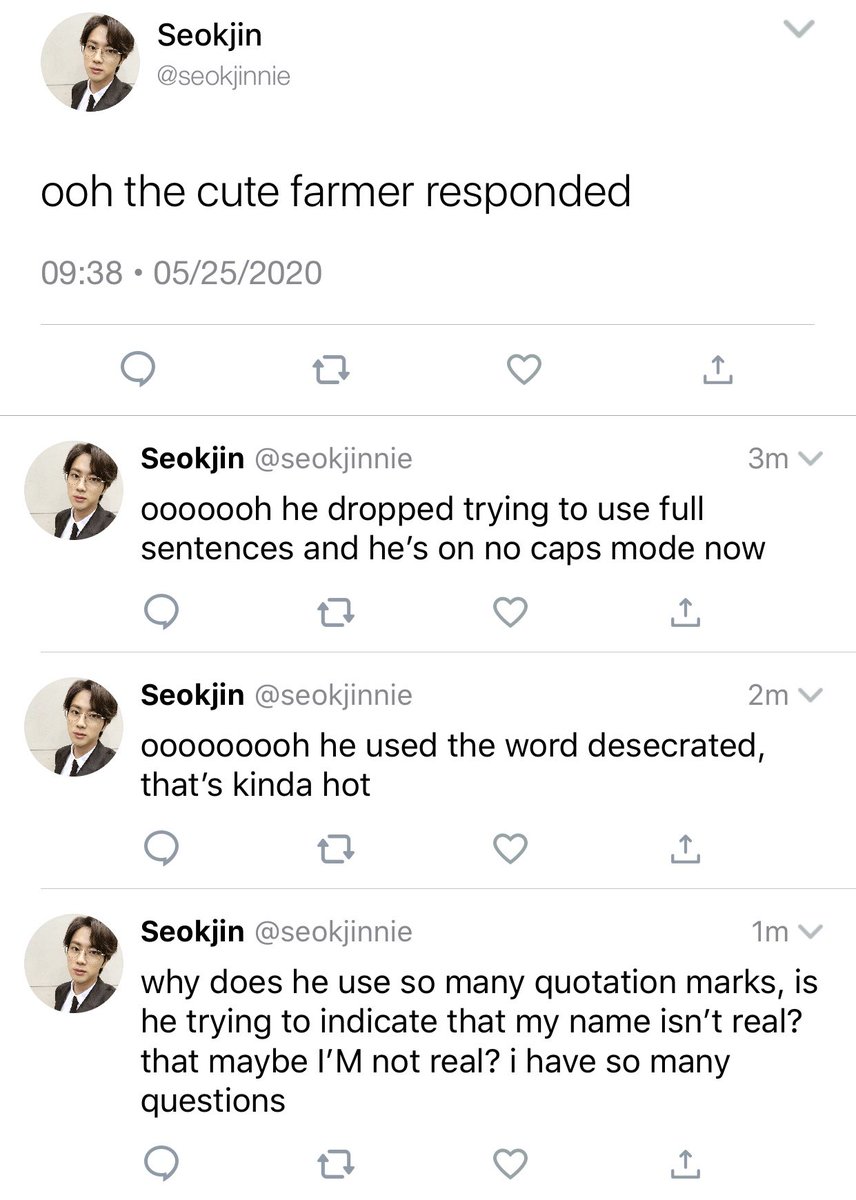 Seokjin
@seokjinnie
ooh the cute farmer responded
09:38 • 05/25/2020
Seokjin @seokjinnie 3m
ooooooh he dropped trying to use full
sentences and he’s on no caps mode now
Seokjin @seokjinnie 2m
ooooooooh he used the word desecrated,
that’s kinda hot
Seokjin @seokjinnie 1m
why does he use so many quotation marks, is
he trying to indicate that my name isn’t real?
that maybe I’M not real? i have so many
questions